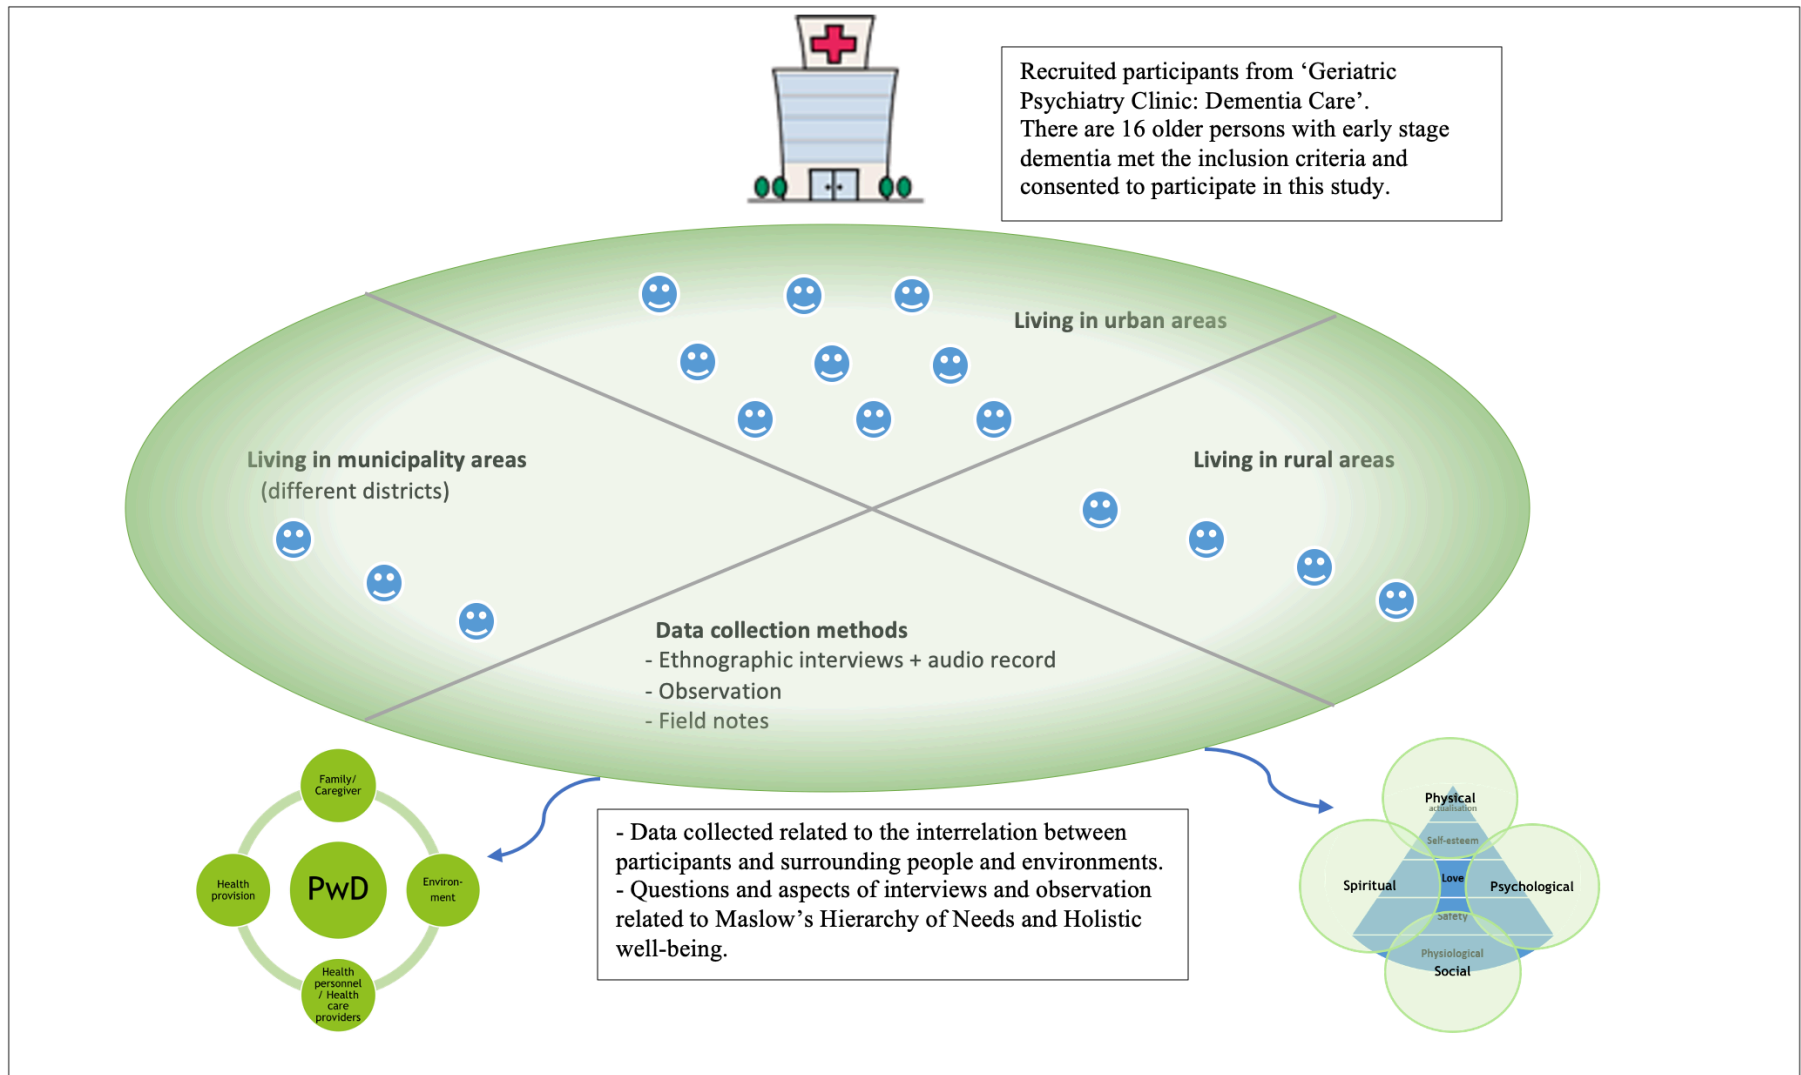 Recruited participants from ‘Geriatric
Psychiatry Clinic: Dementia Care’.
There are 16 older persons with early stage
dementia met the inclusion criteria and
consented to participate in this study.
Living in urban areas
Living in municipality areas
(different districts)
Living in rural areas
Data collection methods
- Ethnographic interviews + audio record
- Observation
- Field notes
Family/
Caregiver
Health
provision
PwD
Environ-
ment
Health
personnel
/ Health
care
providers
- Data collected related to the interrelation between
participants and surrounding people and environments.
- Questions and aspects of interviews and observation
related to Maslow’s Hierarchy of Needs and Holistic
well-being.
Physical
actualisation
Self-esteem
Love
Spiritual
Psychological
Safety
Physiological
Social